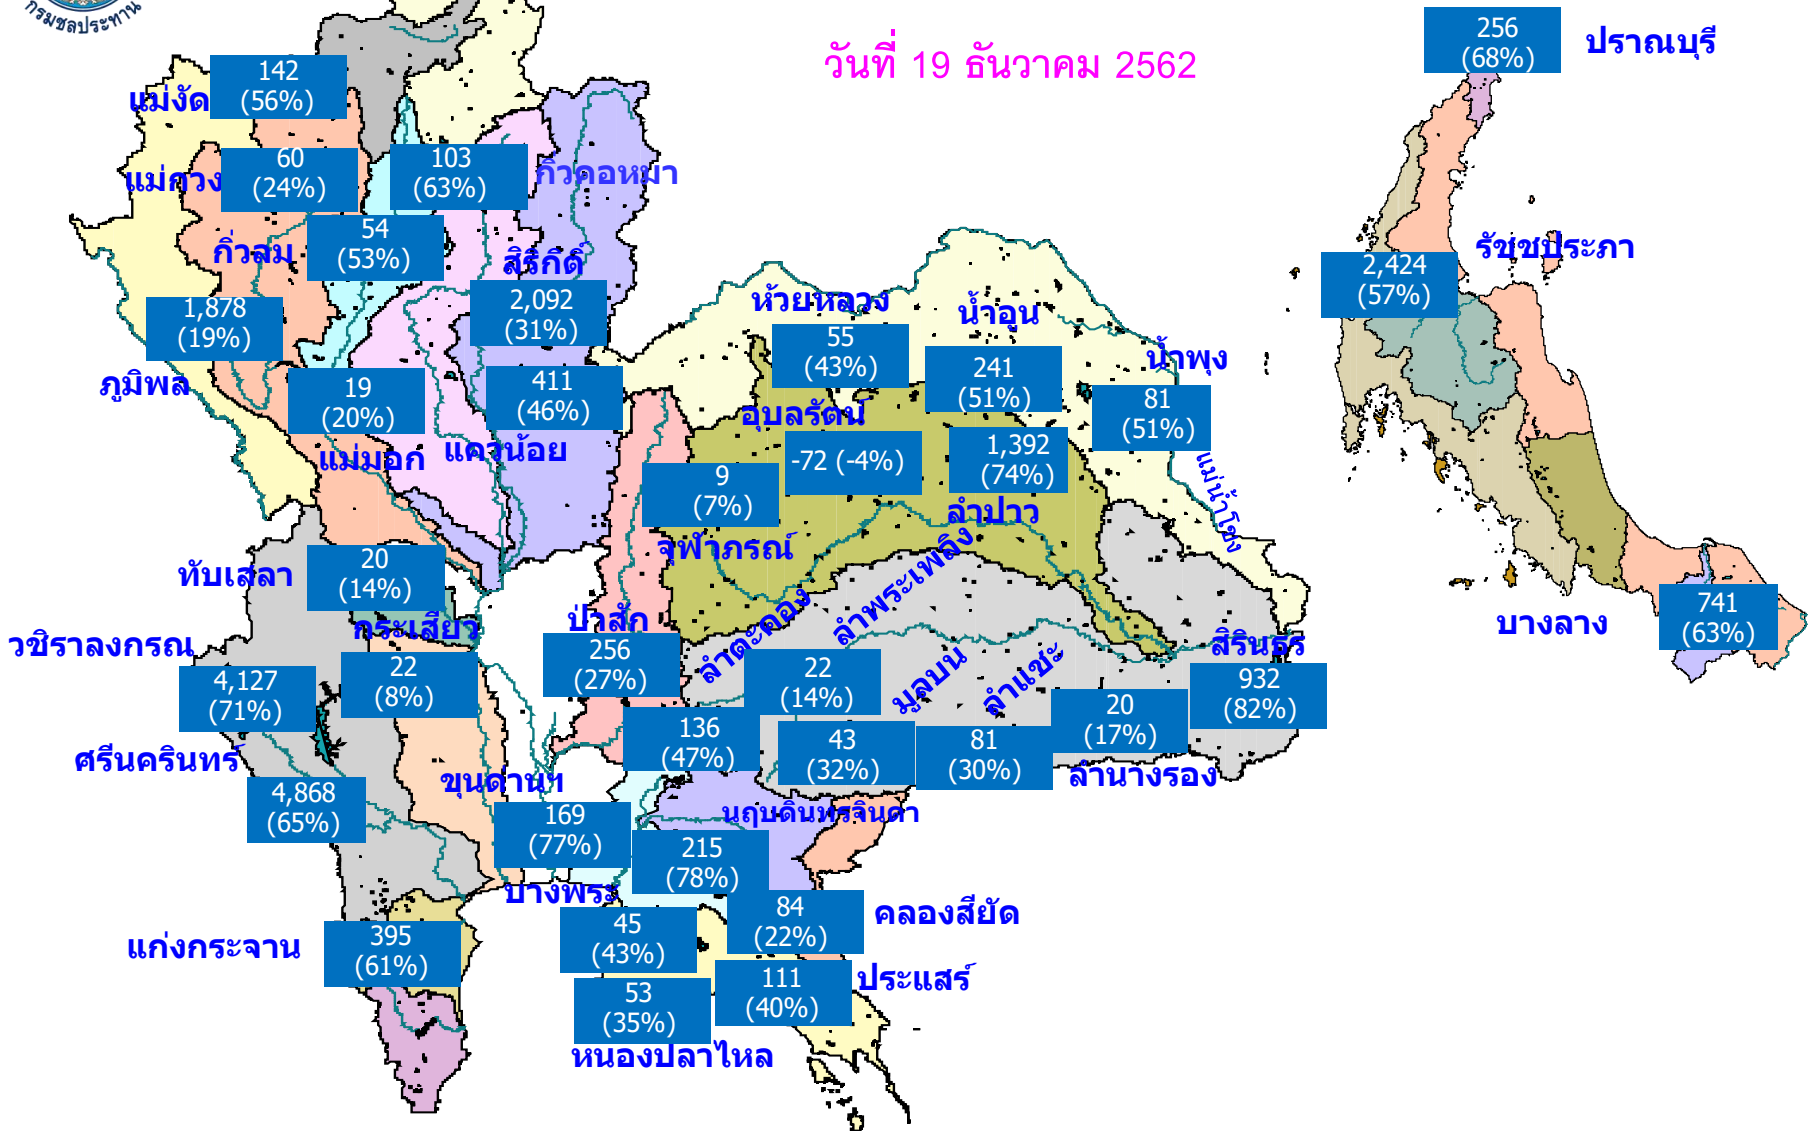 กรมชลประทาน
วันที่ 19 ธันวาคม 2562
256
(68%)
ปราณบุรี
142
(56%)
แม่งัด
60
(24%)
แม่กวง
103
(63%)
กิ่วคอหมา
54
(53%)
กิ่วลม
สิริกิติ์
2,092
(31%)
1,878
(19%)
ภูมิพล
19
(20%)
แม่มอก
411
(46%)
แควน้อย
ห้วยหลวง
55
(43%)
น้ำอูน
241
(51%)
น้ำพุง
81
(51%)
อุบลรัตน์
-72 (-4%)
1,392
(74%)
ลำปาว
9
(7%)
จุฬาภรณ์
แม่น้ำโขง
รัชชประภา
2,424
(57%)
ทับเสลา
20
(14%)
กระเสียว
22
(8%)
ป่าสัก
256
(27%)
ลำตะคอง
ลำพระเพลิง
มูลบน
ลำแชะ
สิรินธร
932
(82%)
22
(14%)
20
(17%)
ลำนางรอง
136
(47%)
43
(32%)
81
(30%)
วชิราลงกรณ
4,127
(71%)
ศรีนครินทร์
4,868
(65%)
ขุนด่านฯ
169
(77%)
นฤบดินทรจินดา
215
(78%)
บางพระ
45
(43%)
84
(22%)
คลองสียัด
แก่งกระจาน
395
(61%)
111
(40%)
ประแสร์
53
(35%)
หนองปลาไหล
บางลาง
741
(63%)